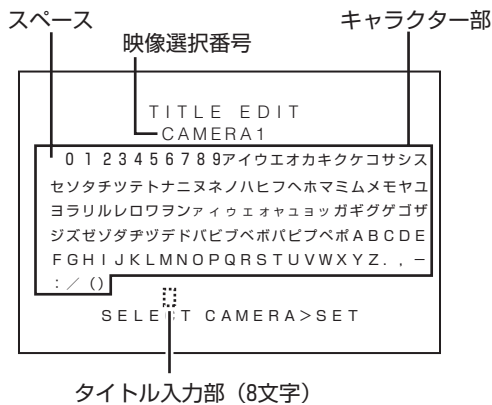 スペース
キャラクター部
映像選択番号
TITLE EDIT
CAMERA1
0123456789アイウエオカキクケコサシス
セソタチツテトナニヌネノハヒフヘホマミムメモヤユ
ヨラリルレロワヲンァィゥェォャュョッガギグゲゴザ
ジズゼゾダヂヅデドバビブベボパピプペポABCDE
FGHIJKLMNOPQRSTUVWXYZ.,－
:／()
SELECT CAMERA>SET
タイトル入力部（8文字）